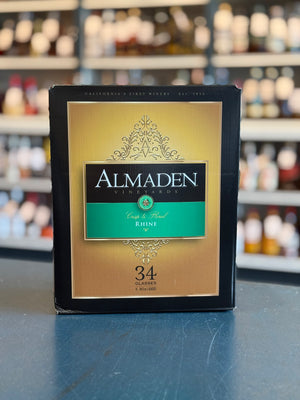 CALIFORNIA'S FIRST WINERY EST. 1852
ALMADEN
VINEYARDS
Crisp & Floral
RHINE
34
GLASSES